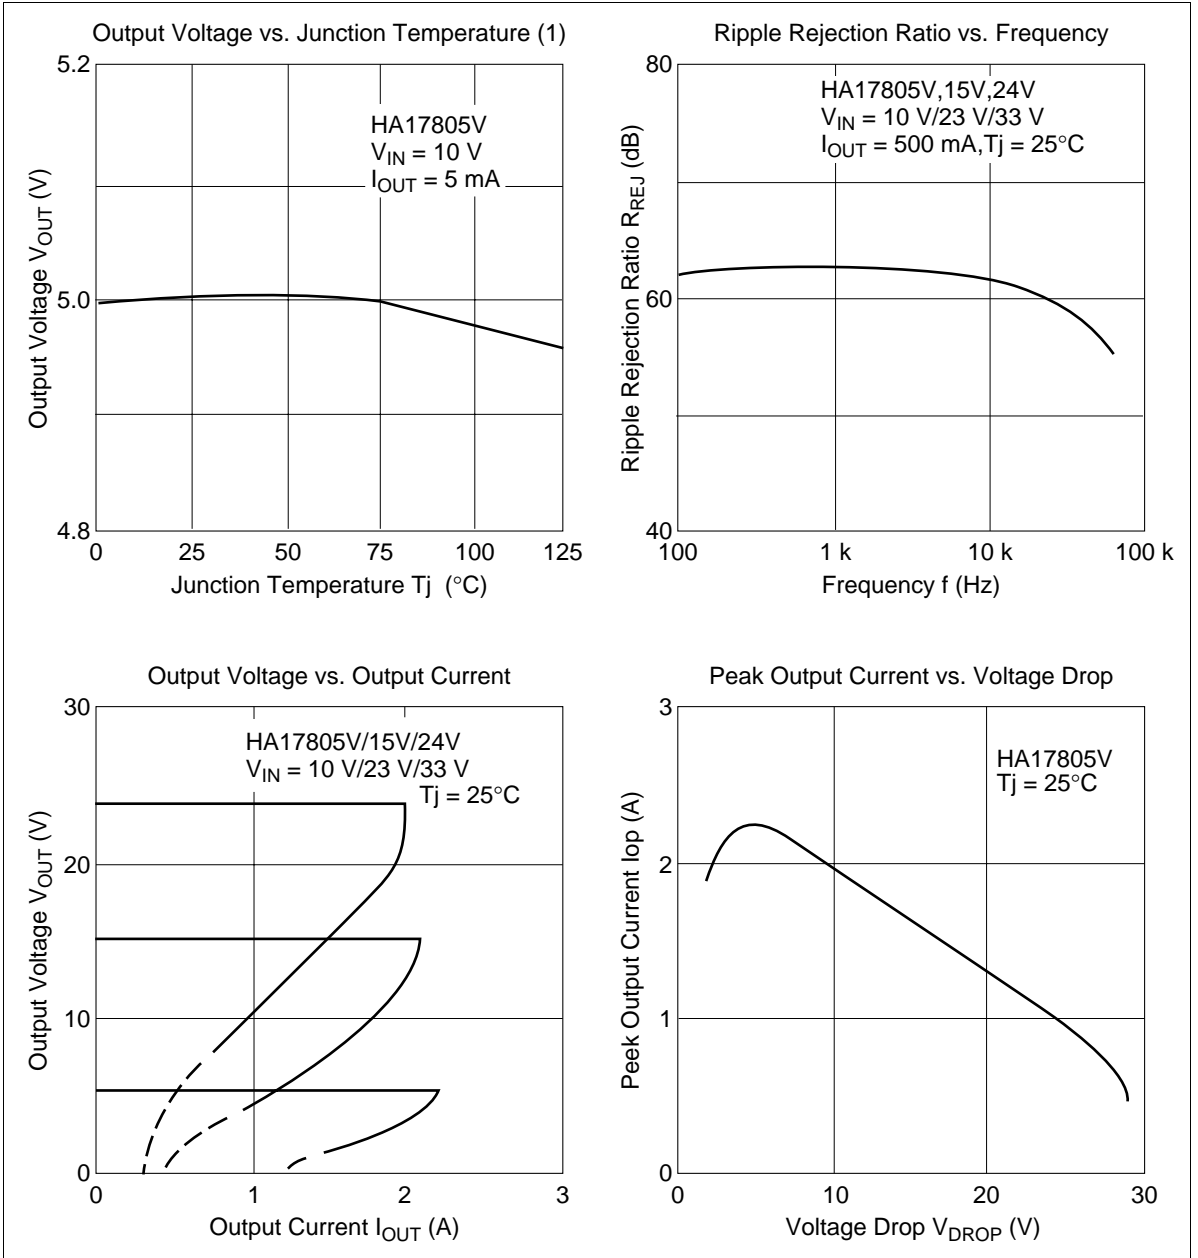 Output Voltage vs. Junction Temperature (1)
5.2
5.0
4.8
Output Voltage VOUT (V)
HA17805V
VIN = 10 V
IOUT = 5 mA
0 25 50 75 100 125
Junction Temperature Tj (°C)
Ripple Rejection Ratio vs. Frequency
80
60
40
Ripple Rejection Ratio RREJ (dB)
HA17805V,15V,24V
VIN = 10 V/23 V/33 V
IOUT = 500 mA,Tj = 25°C
100 1 k 10 k 100 k
Frequency f (Hz)
Output Voltage vs. Output Current
30
20
10
0
Output Voltage VOUT (V)
HA17805V/15V/24V
VIN = 10 V/23 V/33 V
Tj = 25°C
0 1 2 3
Output Current IOUT (A)
Peak Output Current vs. Voltage Drop
3
2
1
0
Peek Output Current Iop (A)
HA17805V
Tj = 25°C
0 10 20 30
Voltage Drop VDROP (V)